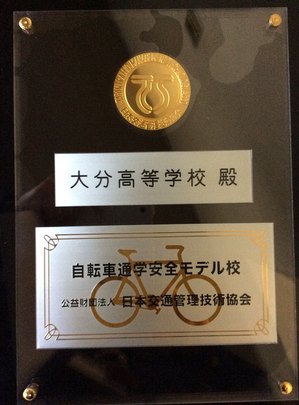 大分高等学校 殿
自転車通学安全モデル校
公益財団法人 日本交通管理技術協会